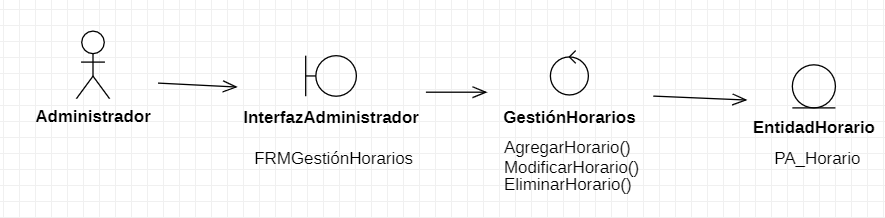 Administrador
InterfazAdministrador
FRMGestiónHorarios
GestiónHorarios
AgregarHorario()
ModificarHorario()
EliminarHorario()
EntidadHorario
PA_Horario